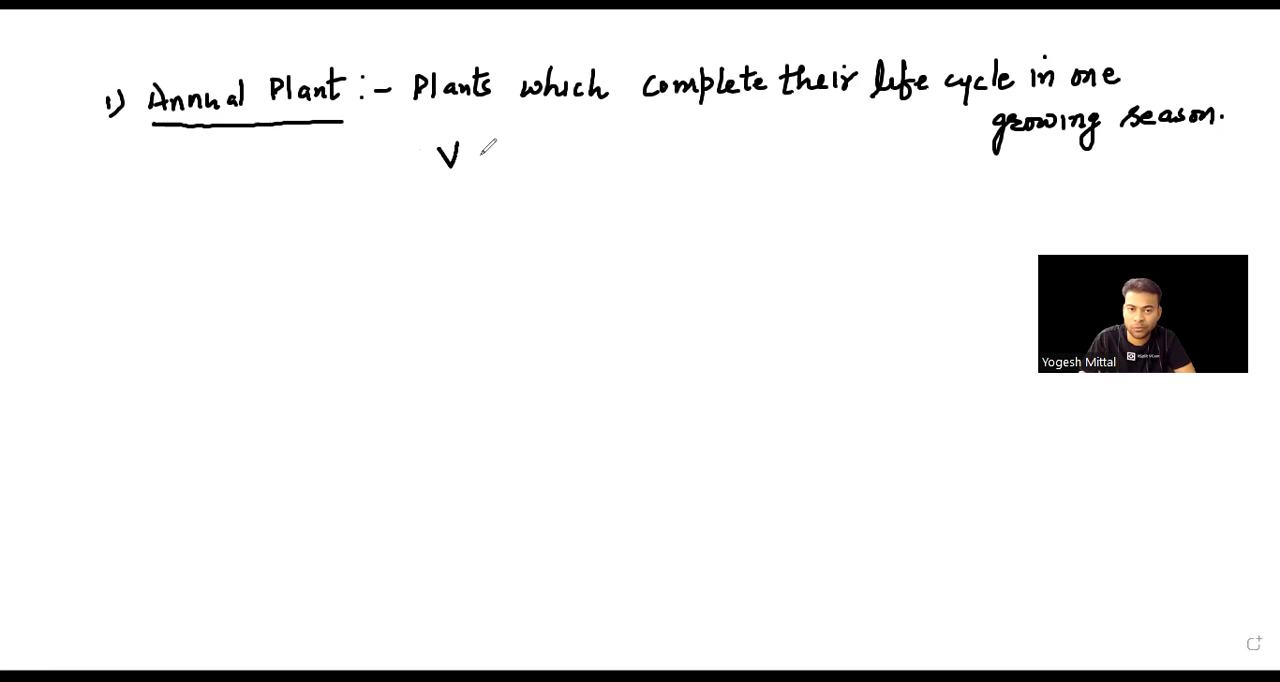 1) Annual Plant :- Plants which complete their life cycle in one
growing season.
V
Yogesh Mittal